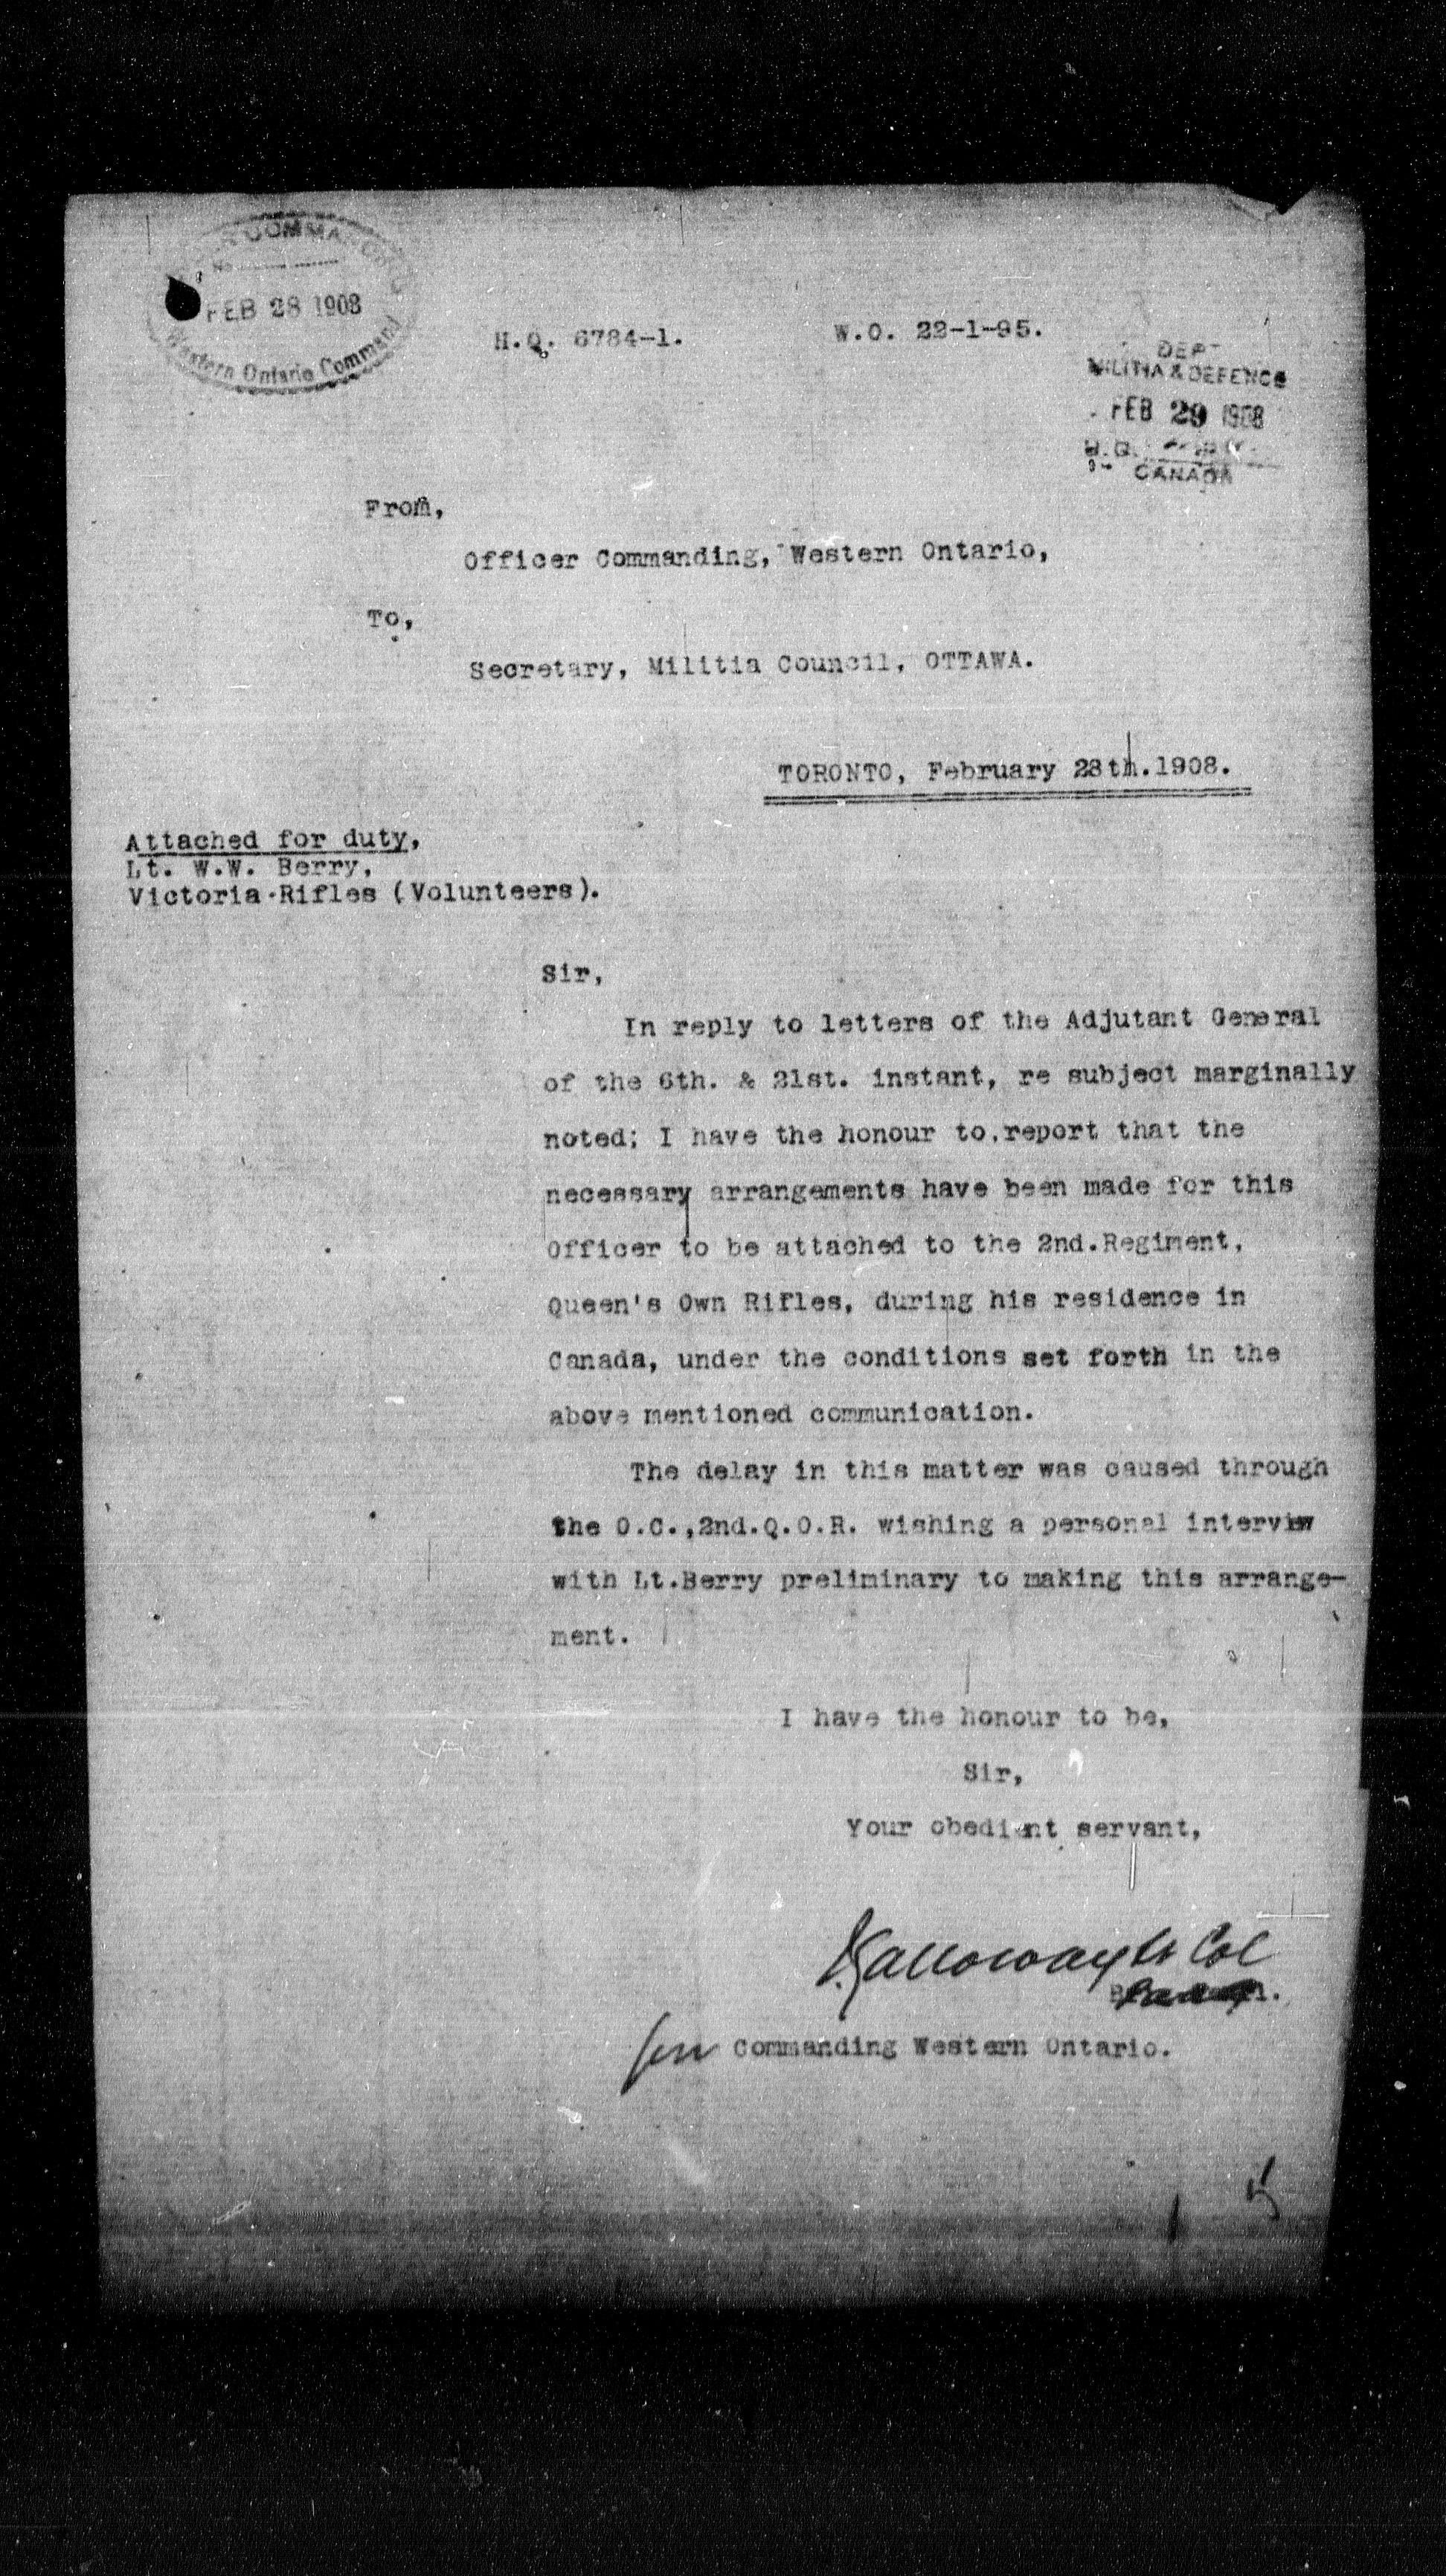 COMMAN
FEB 28 1908
Western Ontario Command
H.Q. 6784-1.
W.O. 22-1-95.
DEPT
MILITIA & DEFENCE
FEB 29 1908
H.Q.
CANADA
From,
Officer Commanding, Western Ontario,
To,
Secretary, Militia Council, OTTAWA.
TORONTO, February 28th.1908.
Attached for duty,
Lt. W.W. Berry,
Victoria Rifles (Volunteers).
Sir,
In reply to letters of the Adjutant General
of the 6th. & 21st. instant, re subject marginally
noted; I have the honour to.report that the
necessary arrangements have been made for this
Officer to be attached to the 2nd.Regiment,
Queen's Own Rifles, during his residence in
Canada, under the conditions set forth in the
above mentioned communication.
The delay in this matter was caused through
the O.C.,2nd.Q.O.R. wishing a personal interview
with Lt.Berry preliminary to making this arrange-
ment.
I have the honour to be,
Sir,
Your obedient servant,
Galloway Lt Col
for Commanding Western Ontario.